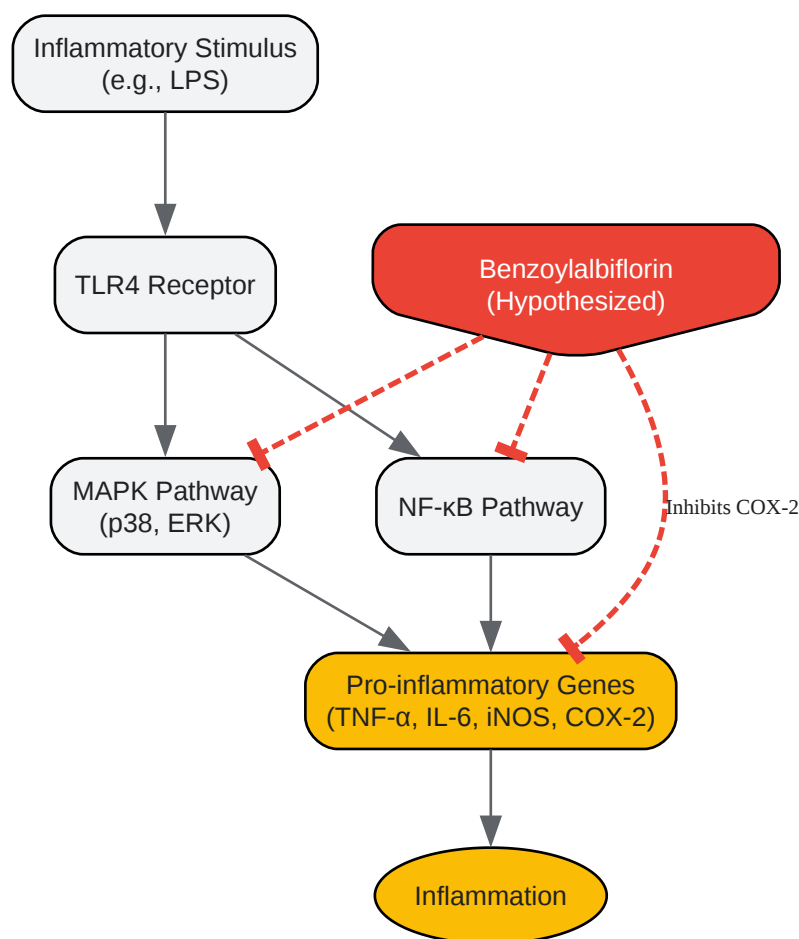 Inflammatory Stimulus
(e.g., LPS)
TLR4 Receptor
Benzoylalbiflorin
(Hypothesized)
MAPK Pathway
(p38, ERK)
NF-κB Pathway
Inhibits COX-2
Pro-inflammatory Genes
(TNF-α, IL-6, iNOS, COX-2)
Inflammation